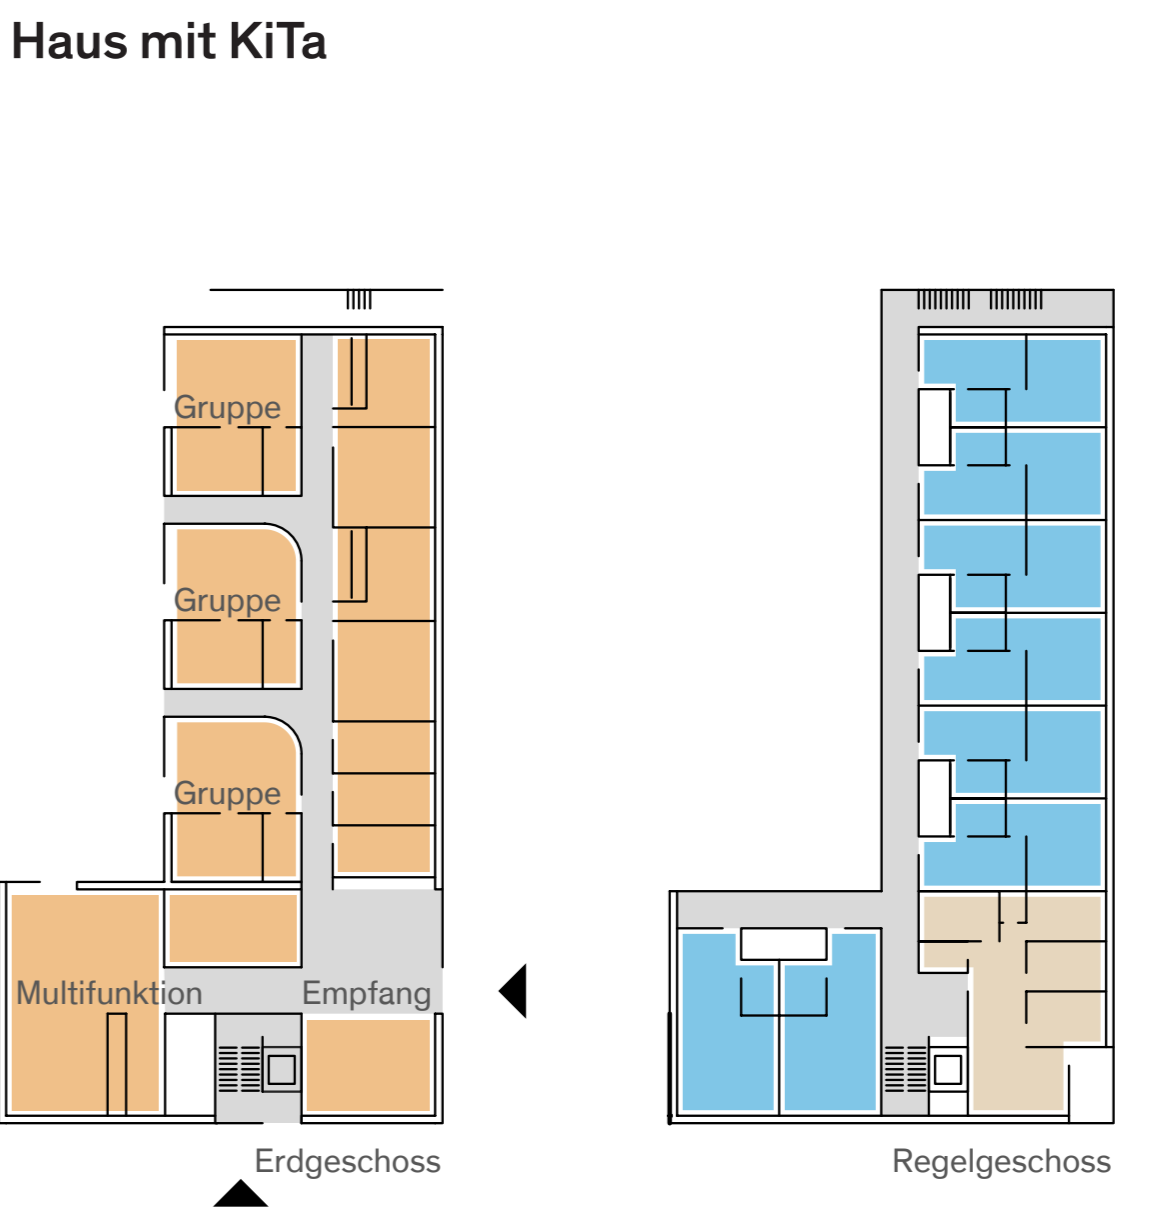 Haus mit KiTa
Gruppe
Gruppe
Gruppe
Multifunktion
Empfang
Erdgeschoss
Regelgeschoss